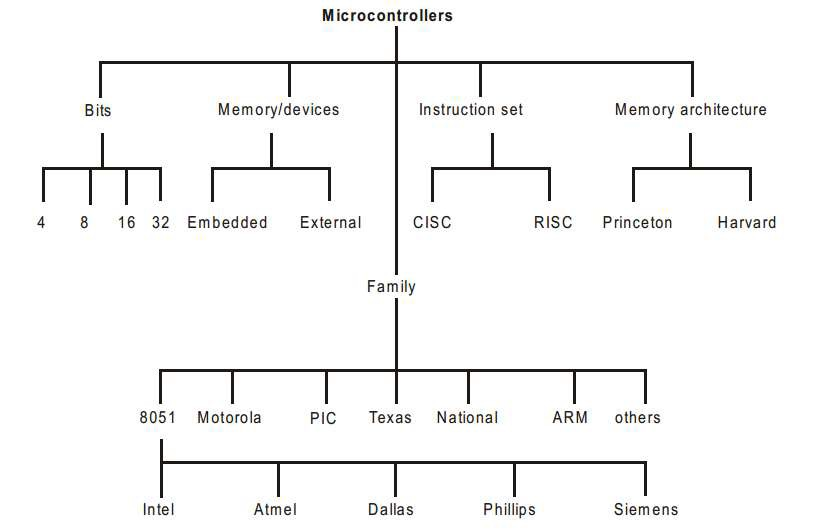 Microcontrollers
Bits Memory/devices Instruction set Memory architecture
4 8 16 32 Embedded External CISC RISC Princeton Harvard
Family
8051 Motorola PIC Texas National ARM others
Intel Atmel Dallas Phillips Siemens